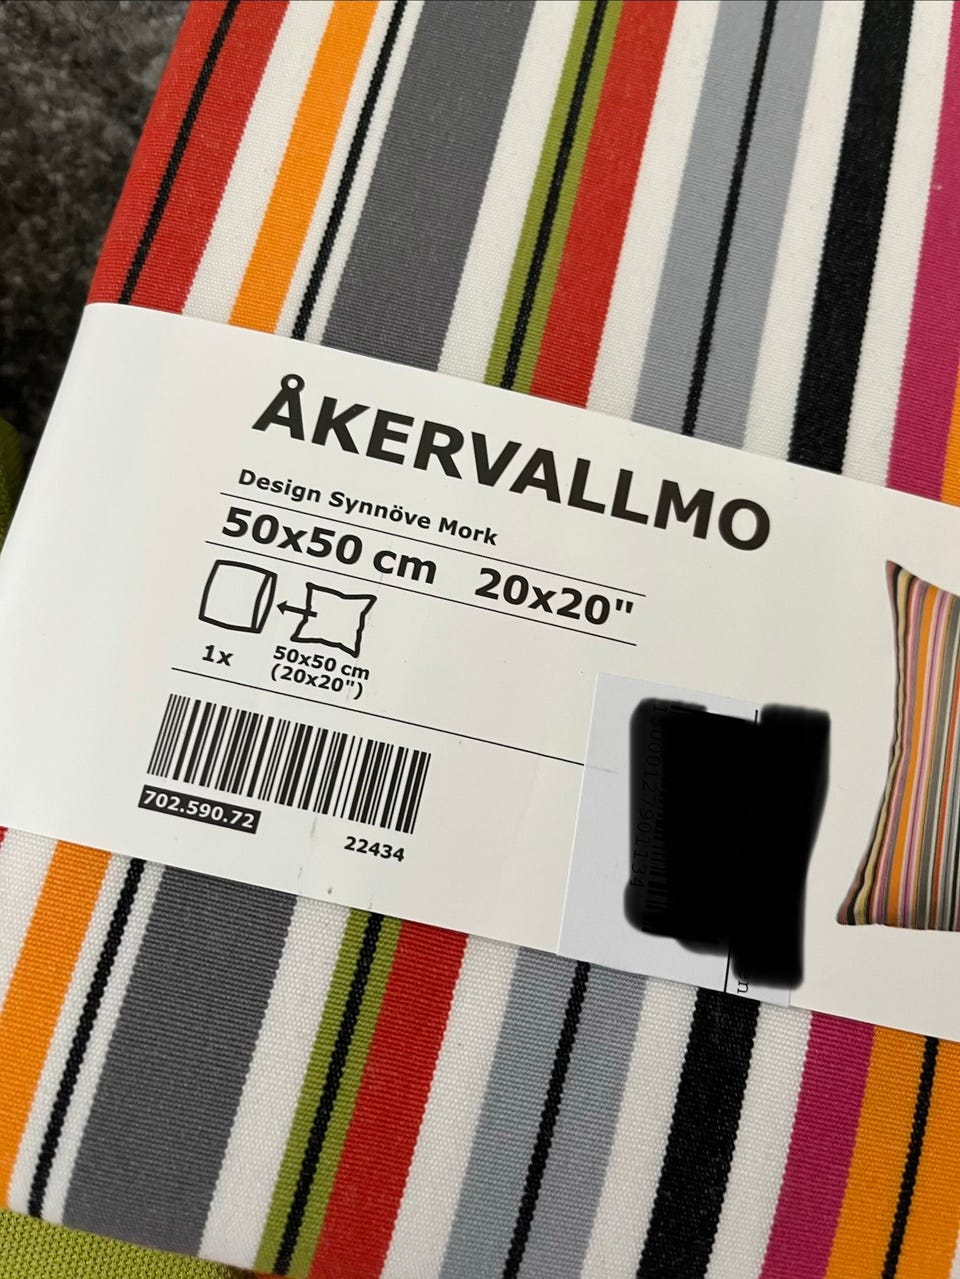 ÅKERVALLMO
Design Synnöve Mork
50x50 cm 20x20"
1x
50x50 cm
(20x20")
702.590.72
22434